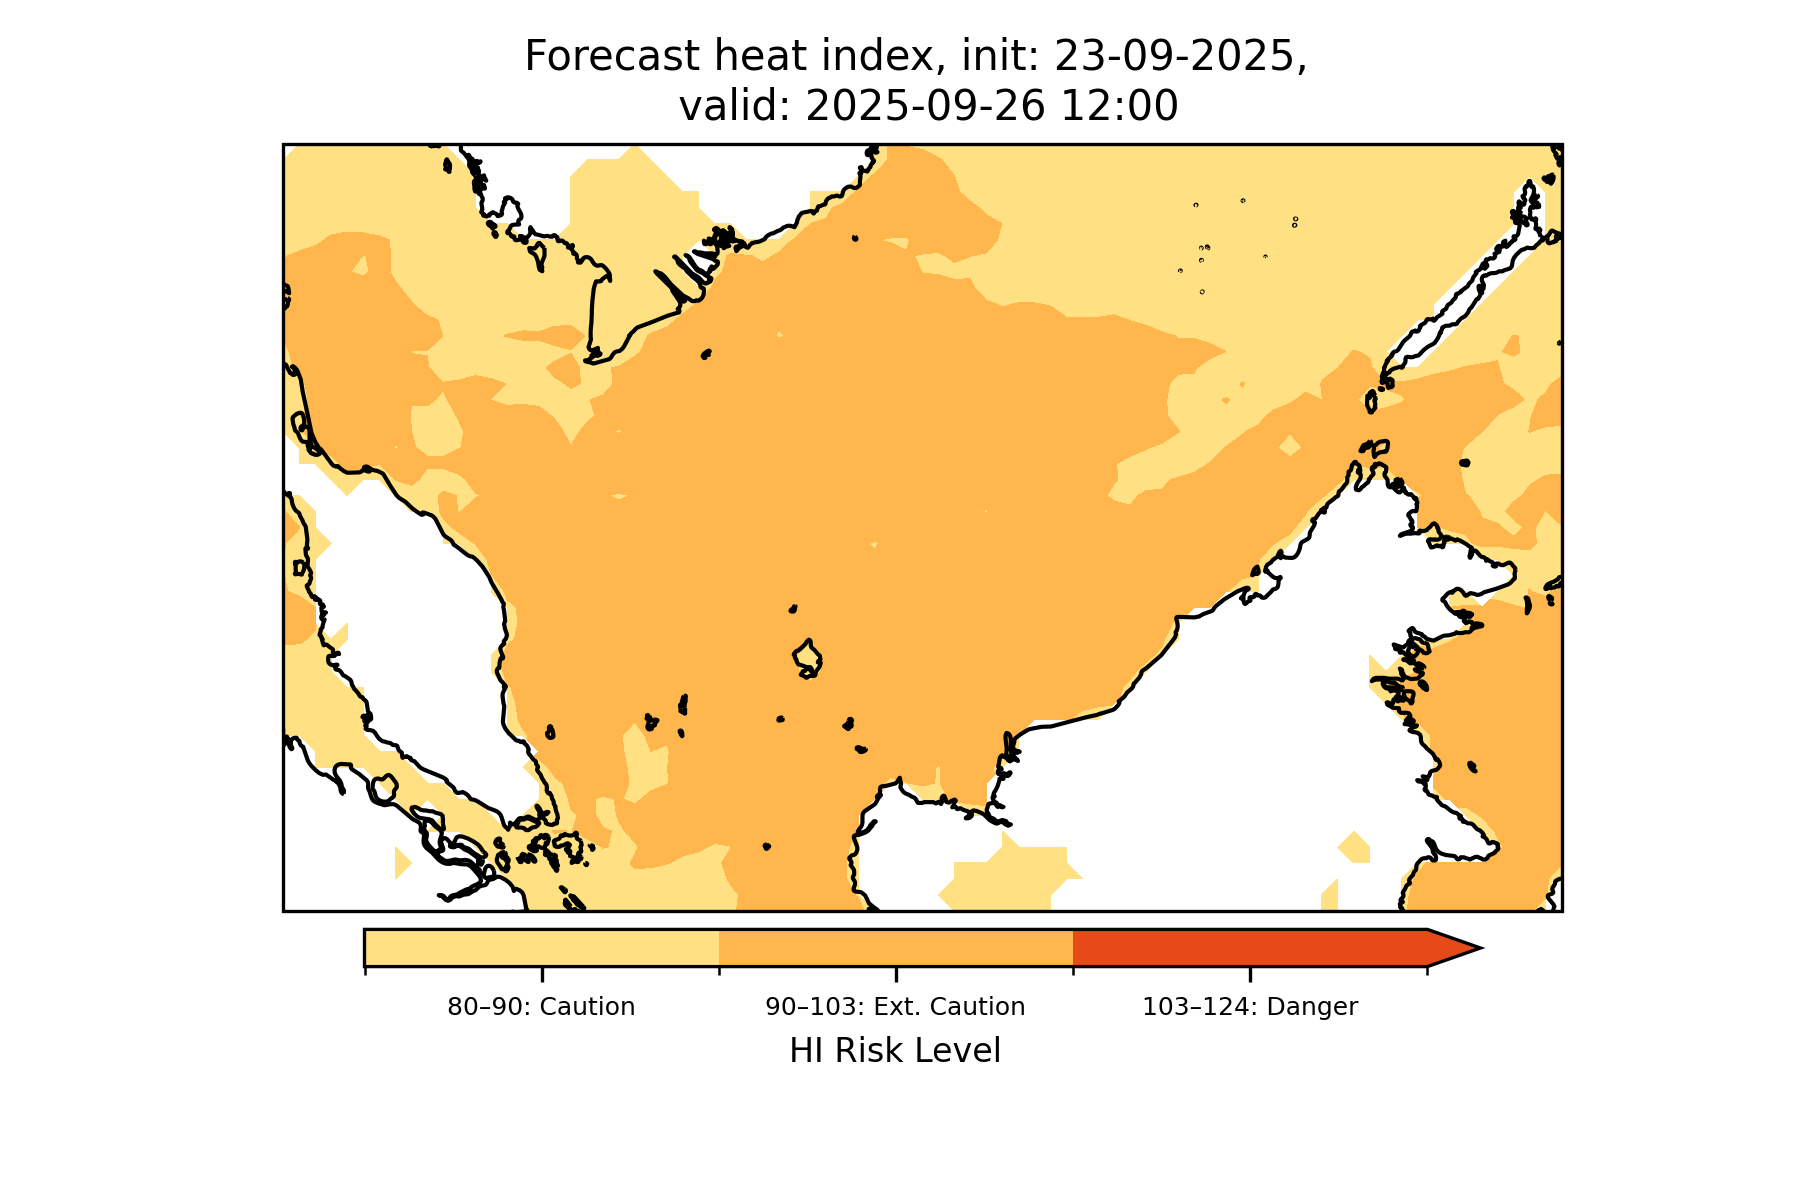 Forecast heat index, init: 23-09-2025,
valid: 2025-09-26 12:00
80–90: Caution
90–103: Ext. Caution
103–124: Danger
HI Risk Level